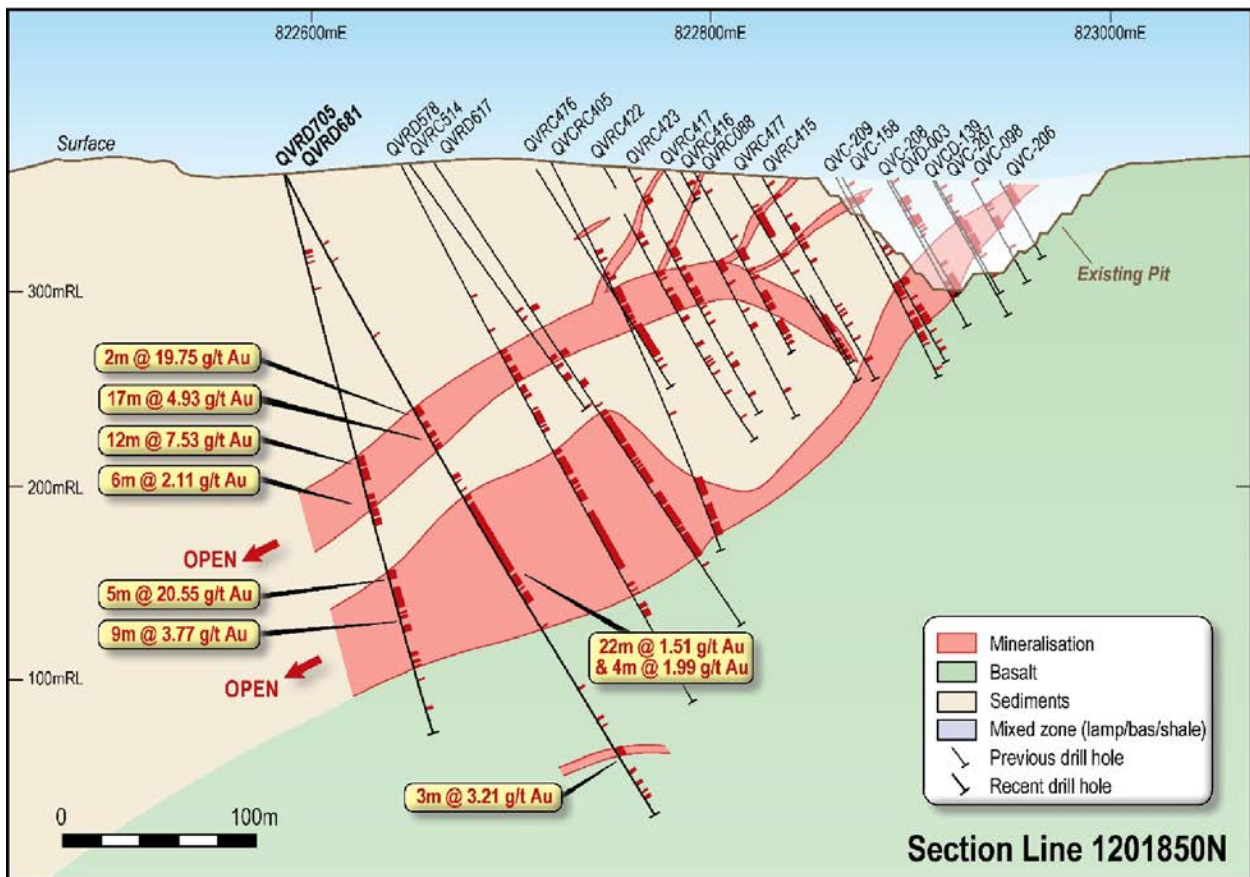 822600mE
822800mE
823000mE
Surface
QVRD705
QVRD681
QVRD578
QVRC514
QVRD617
QVRC476
QVCRC405
QVRC422
QVRC423
QVRC417
QVRC416
QVRC088
QVRC477
QVRC415
QVC-209
QVC-158
QVC-208
QVD-003
QVCD-139
QVC-207
QVC-098
QVC-206
Existing Pit
300mRL
200mRL
100mRL
2m @ 19.75 g/t Au
17m @ 4.93 g/t Au
12m @ 7.53 g/t Au
6m @ 2.11 g/t Au
OPEN
5m @ 20.55 g/t Au
9m @ 3.77 g/t Au
OPEN
22m @ 1.51 g/t Au
& 4m @ 1.99 g/t Au
3m @ 3.21 g/t Au
Mineralisation
Basalt
Sediments
Mixed zone (lamp/bas/shale)
Previous drill hole
Recent drill hole
0
100m
Section Line 1201850N